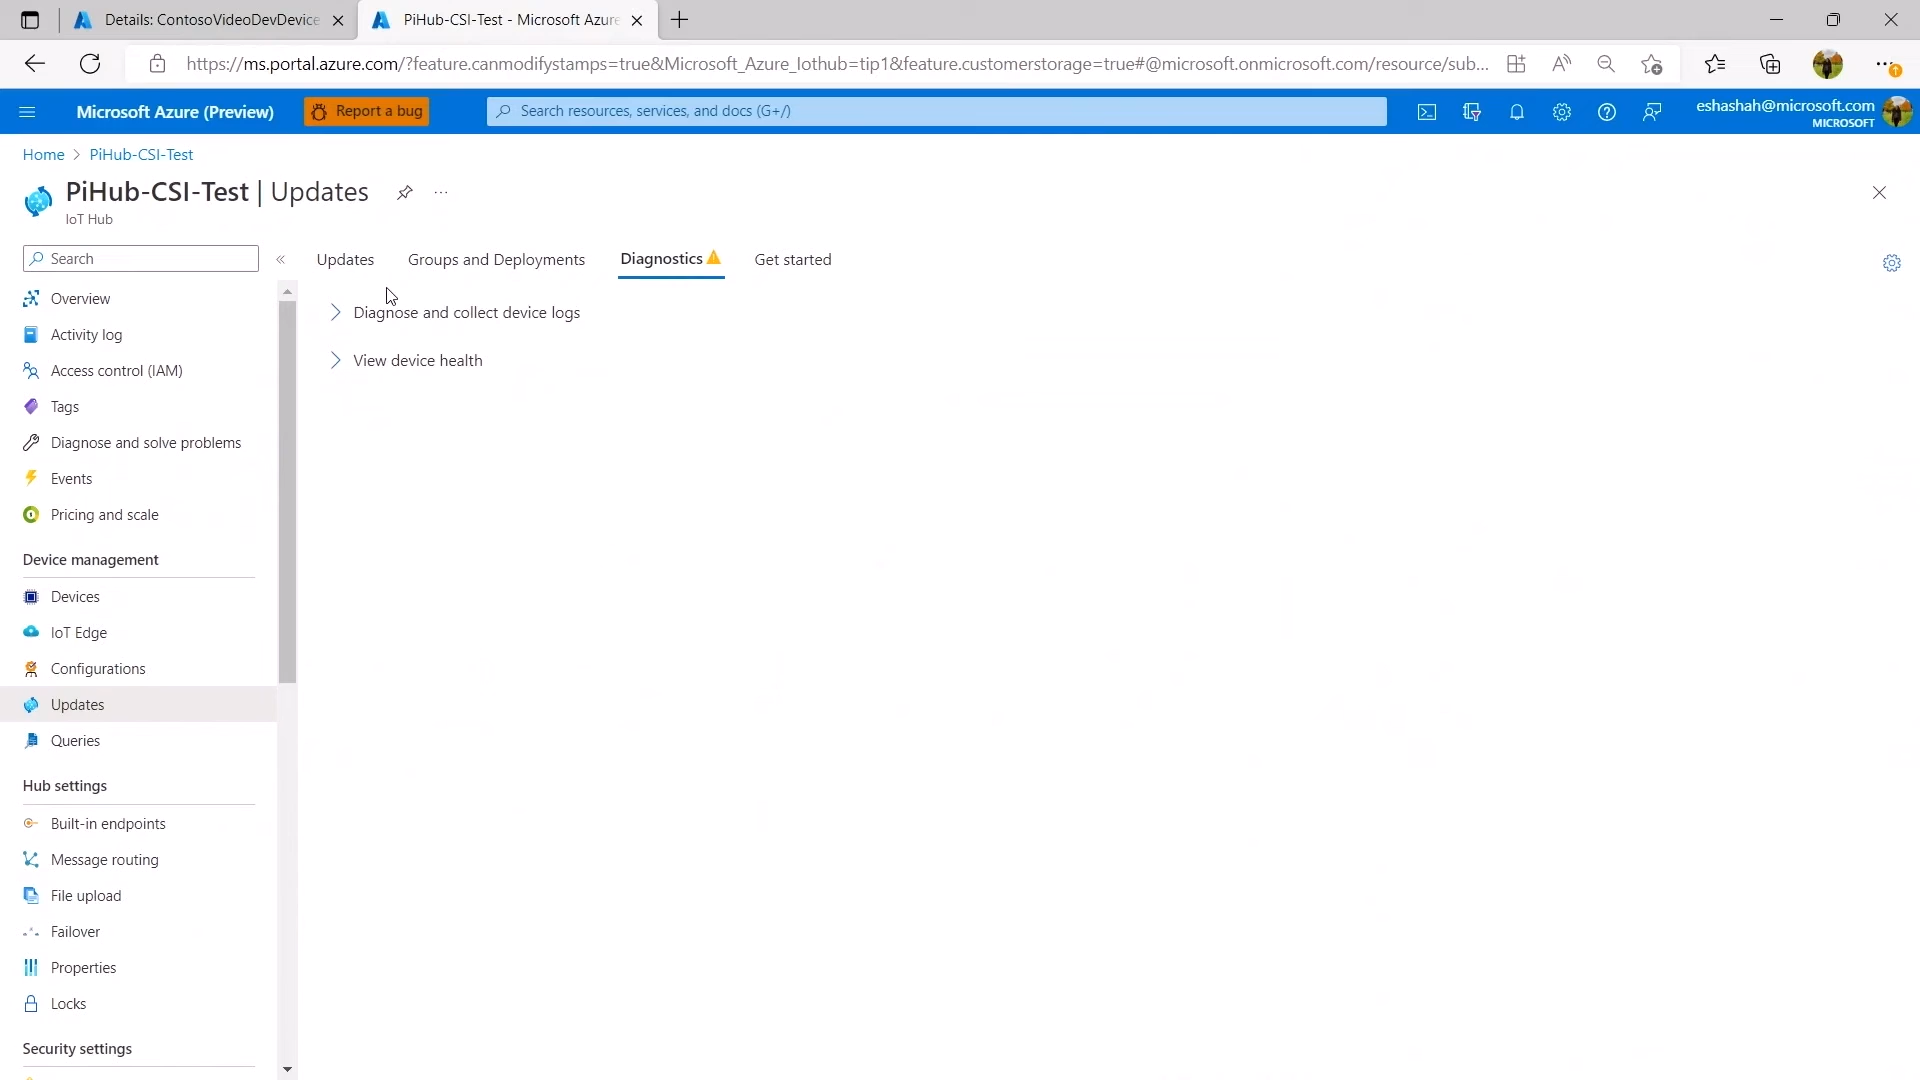 Details: ContosoVideoDevDevice
PiHub-CSI-Test - Microsoft Azure
https://ms.portal.azure.com/?feature.canmodifystamps=true&Microsoft_Azure_Iothub=tip1&feature.customerstorage=true#@microsoft.onmicrosoft.com/resource/sub...
Microsoft Azure (Preview)
Report a bug
Search resources, services, and docs (G+/)
eshashah@microsoft.com
MICROSOFT
Home > PiHub-CSI-Test
PiHub-CSI-Test | Updates
IoT Hub
Search
Updates
Groups and Deployments
Diagnostics
Get started
Diagnose and collect device logs
View device health
Overview
Activity log
Access control (IAM)
Tags
Diagnose and solve problems
Events
Pricing and scale
Device management
Devices
IoT Edge
Configurations
Updates
Queries
Hub settings
Built-in endpoints
Message routing
File upload
Failover
Properties
Locks
Security settings